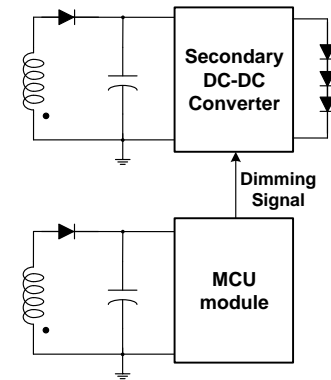 Secondary
DC-DC
Converter
Dimming
Signal
MCU
module